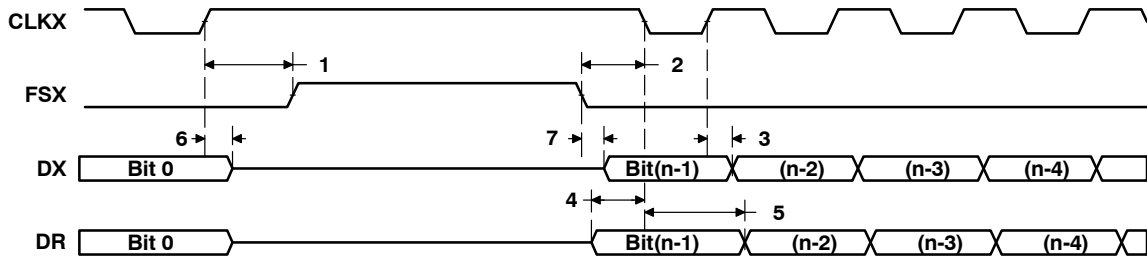 CLKX
1 2
FSX
6 7 3
DX Bit 0 Bit(n-1) (n-2) (n-3) (n-4)
4 5
DR Bit 0 Bit(n-1) (n-2) (n-3) (n-4)